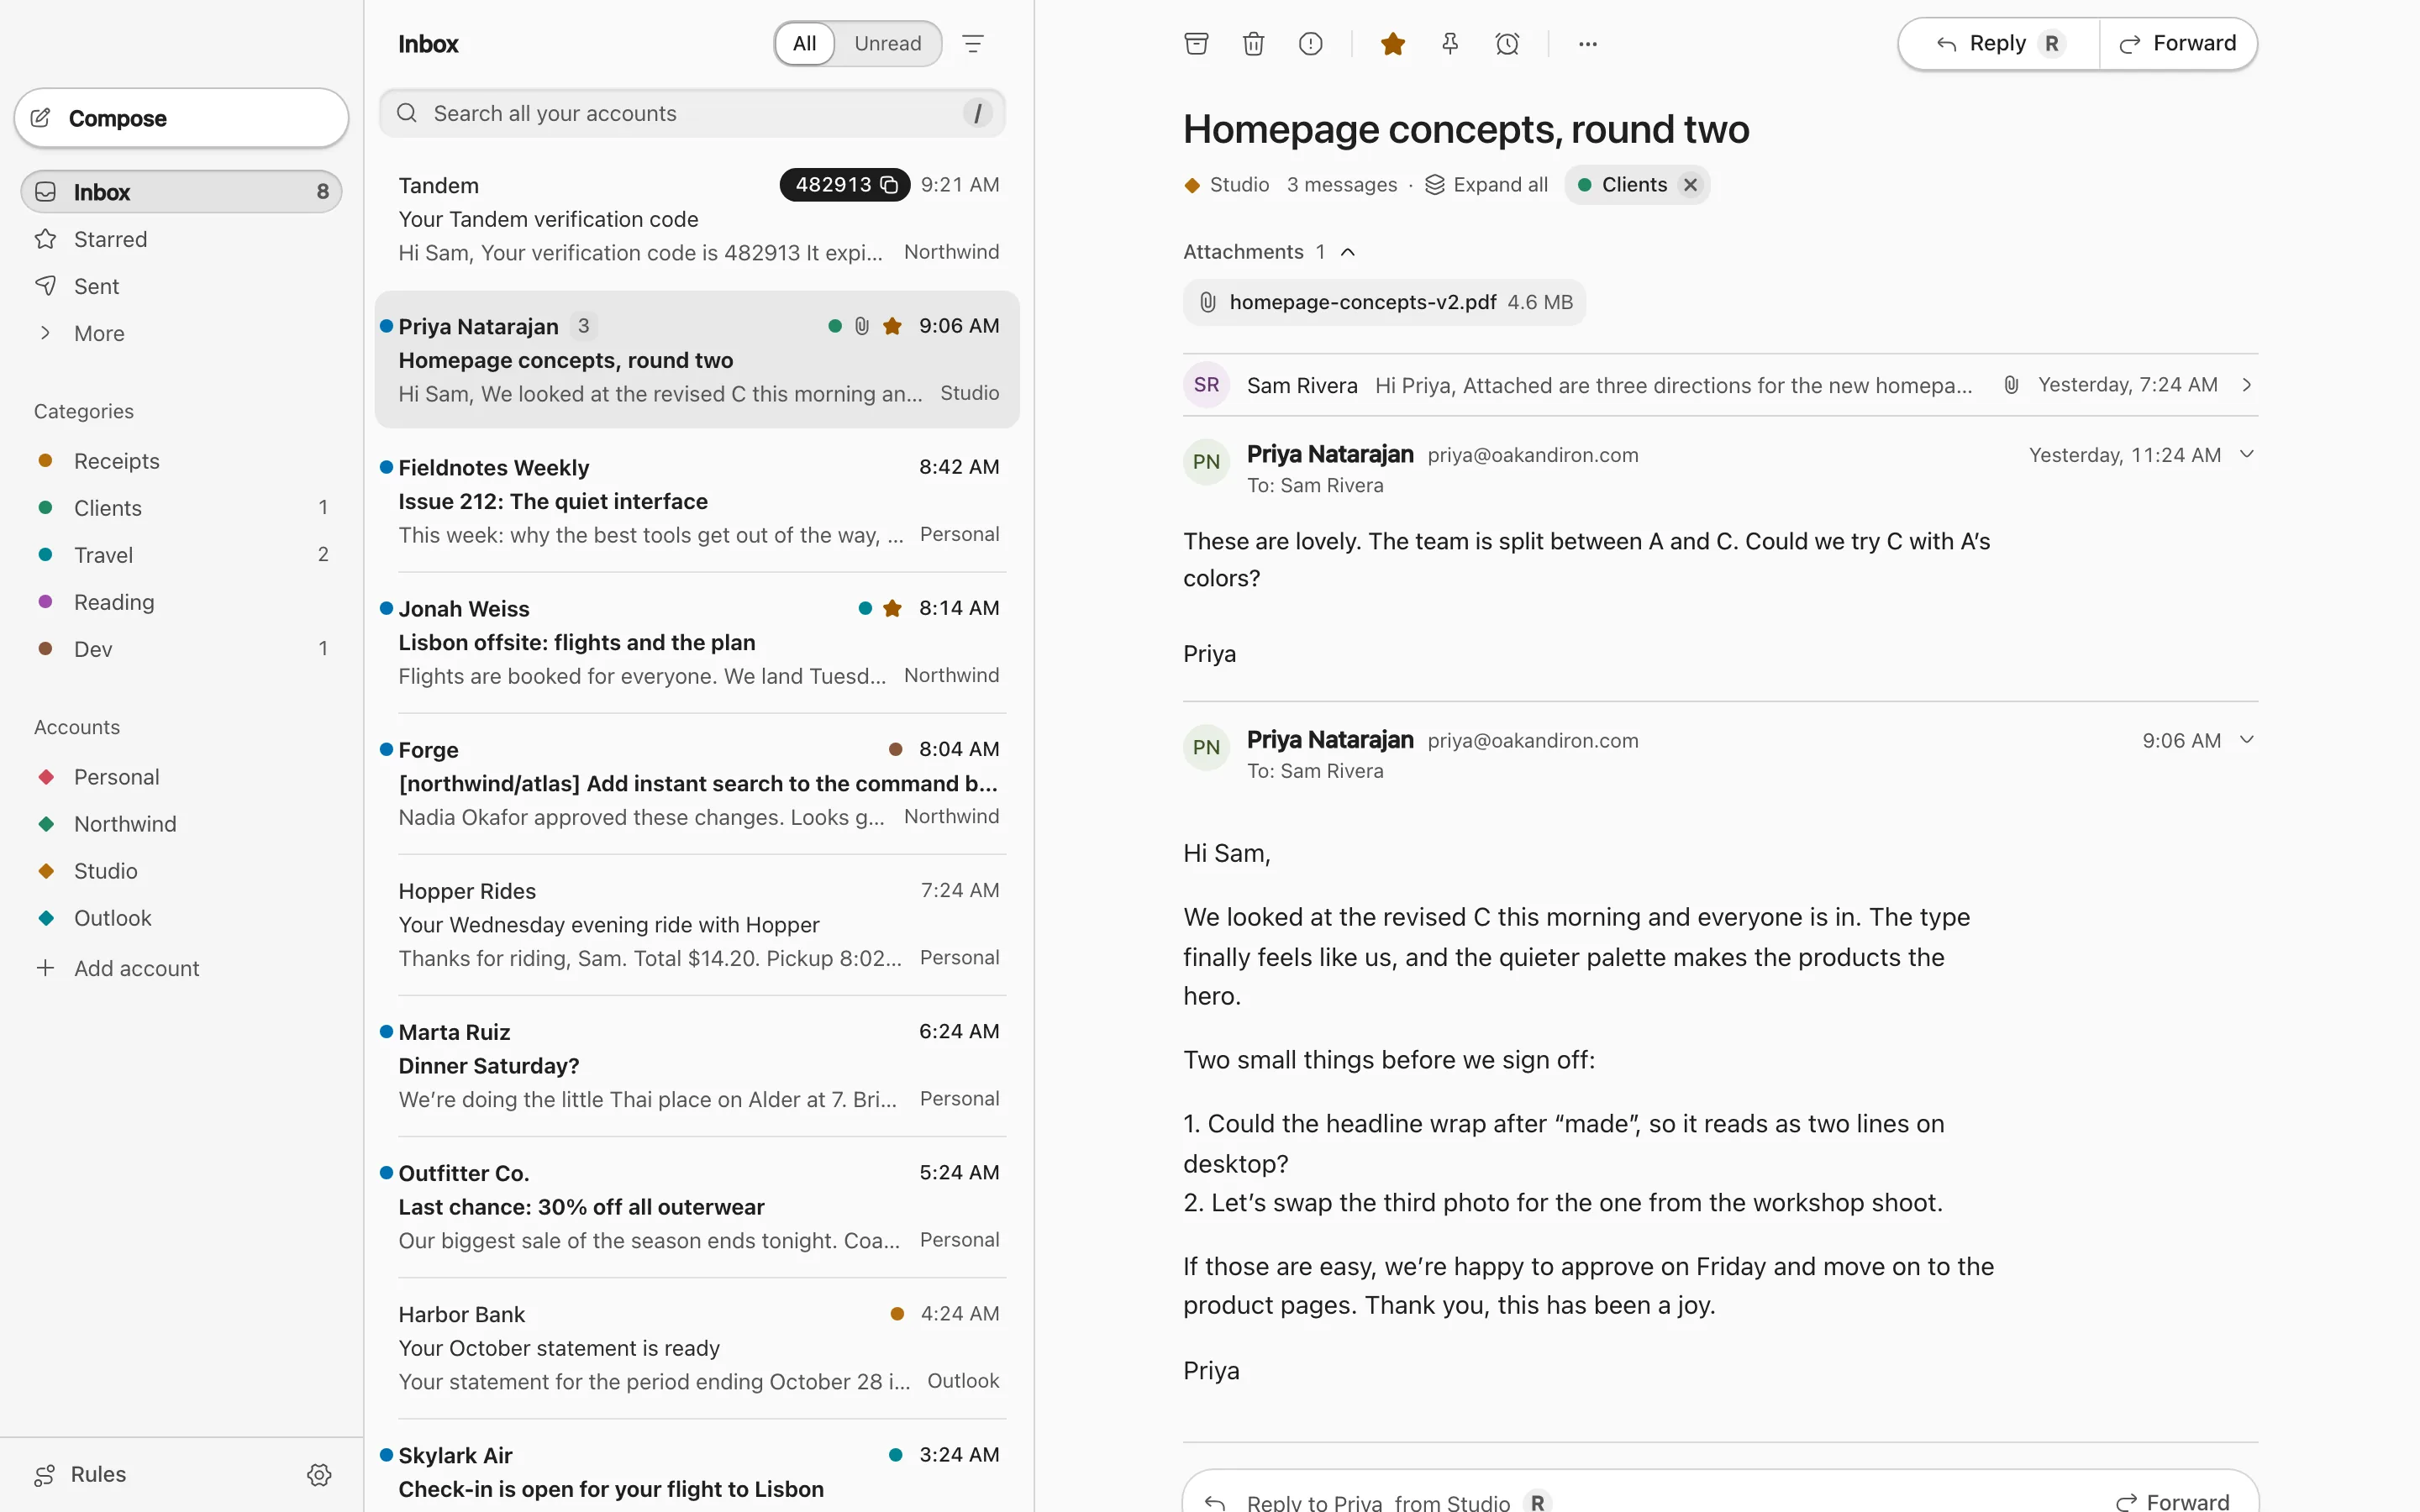 Compose
Inbox 8
Starred
Sent
More
Categories
Receipts
Clients 1
Travel 2
Reading
Dev 1
Accounts
Personal
Northwind
Studio
Outlook
Add account
Rules
Inbox
All Unread
Search all your accounts /
Tandem 482913 9:21 AM
Your Tandem verification code
Hi Sam, Your verification code is 482913 It expi... Northwind
Priya Natarajan 3 9:06 AM
Homepage concepts, round two
Hi Sam, We looked at the revised C this morning an... Studio
Fieldnotes Weekly 8:42 AM
Issue 212: The quiet interface
This week: why the best tools get out of the way, ... Personal
Jonah Weiss 8:14 AM
Lisbon offsite: flights and the plan
Flights are booked for everyone. We land Tuesd... Northwind
Forge 8:04 AM
[northwind/atlas] Add instant search to the command b...
Nadia Okafor approved these changes. Looks g... Northwind
Hopper Rides 7:24 AM
Your Wednesday evening ride with Hopper
Thanks for riding, Sam. Total $14.20. Pickup 8:02... Personal
Marta Ruiz 6:24 AM
Dinner Saturday?
We’re doing the little Thai place on Alder at 7. Bri... Personal
Outfitter Co. 5:24 AM
Last chance: 30% off all outerwear
Our biggest sale of the season ends tonight. Coa... Personal
Harbor Bank 4:24 AM
Your October statement is ready
Your statement for the period ending October 28 i... Outlook
Skylark Air 3:24 AM
Check-in is open for your flight to Lisbon
Reply R Forward
Homepage concepts, round two
Studio 3 messages · Expand all Clients
Attachments 1
homepage-concepts-v2.pdf 4.6 MB
SR Sam Rivera Hi Priya, Attached are three directions for the new homepa... Yesterday, 7:24 AM
PN Priya Natarajan priya@oakandiron.com Yesterday, 11:24 AM
To: Sam Rivera
These are lovely. The team is split between A and C. Could we try C with A’s
colors?
Priya
PN Priya Natarajan priya@oakandiron.com 9:06 AM
To: Sam Rivera
Hi Sam,
We looked at the revised C this morning and everyone is in. The type
finally feels like us, and the quieter palette makes the products the
hero.
Two small things before we sign off:
1. Could the headline wrap after “made”, so it reads as two lines on
desktop?
2. Let’s swap the third photo for the one from the workshop shoot.
If those are easy, we’re happy to approve on Friday and move on to the
product pages. Thank you, this has been a joy.
Priya
Reply to Priya from Studio R Forward